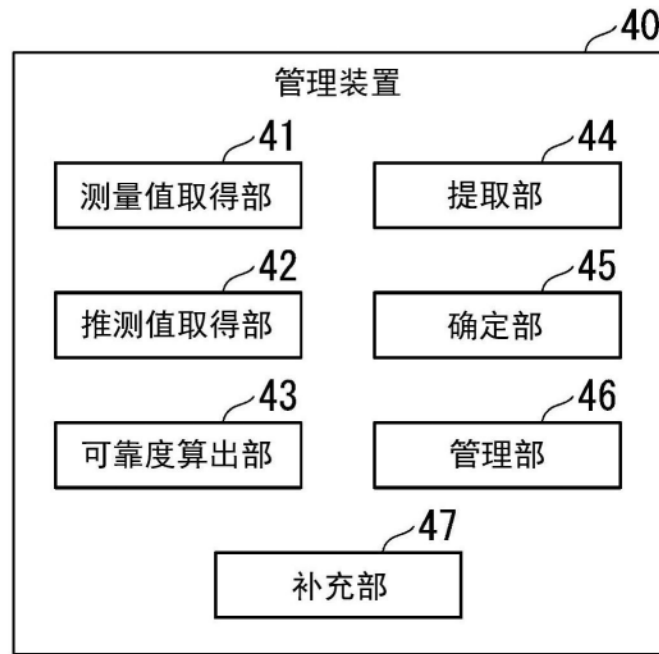 40
管理装置
41
测量值取得部
44
提取部
42
推测值取得部
45
确定部
43
可靠度算出部
46
管理部
47
补充部